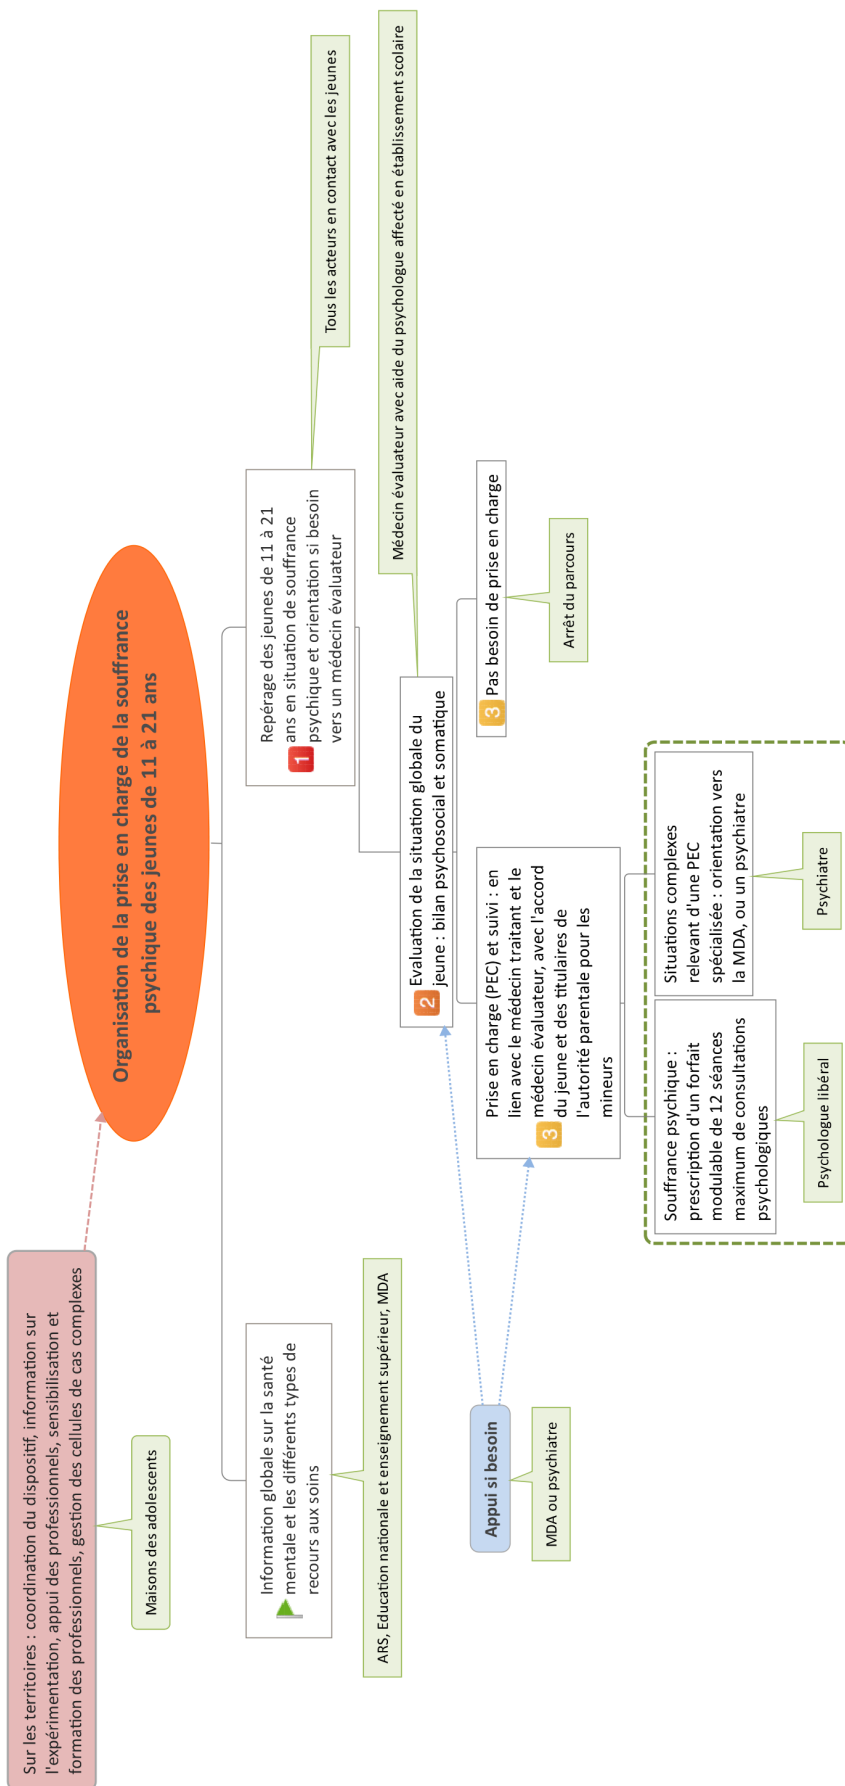 Sur les territoires : coordination du dispositif, information sur
l'expérimentation, appui des professionnels, sensibilisation et
formation des professionnels, gestion des cellules de cas complexes
Maisons des adolescents
Organisation de la prise en charge de la souffrance
psychique des jeunes de 11 à 21 ans
Information globale sur la santé
mentale et les différents types de
recours aux soins
ARS, Education nationale et enseignement supérieur, MDA
1
Repérage des jeunes de 11 à 21
ans en situation de souffrance
psychique et orientation si besoin
vers un médecin évaluateur
Tous les acteurs en contact avec les jeunes
2
Evaluation de la situation globale du
jeune : bilan psychosocial et somatique
Médecin évaluateur avec aide du psychologue affecté en établissement scolaire
Appui si besoin
MDA ou psychiatre
3
Prise en charge (PEC) et suivi : en
lien avec le médecin traitant et le
médecin évaluateur, avec l'accord
du jeune et des titulaires de
l'autorité parentale pour les
mineurs
3
Pas besoin de prise en charge
Arrêt du parcours
Souffrance psychique :
prescription d'un forfait
modulable de 12 séances
maximum de consultations
psychologiques
Psychologue libéral
Situations complexes
relevant d'une PEC
spécialisée : orientation vers
la MDA, ou un psychiatre
Psychiatre